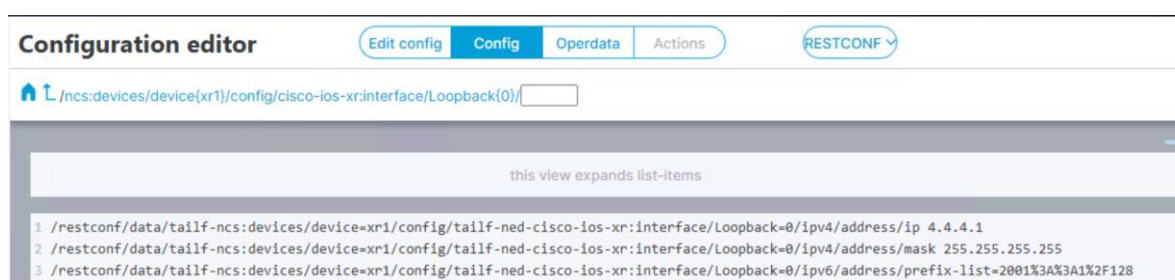 Configuration editor
Edit config Config Operdata Actions
RESTCONF
/ncs:devices/device{xr1}/config/cisco-ios-xr:interface/Loopback{0}/
this view expands list-items
1 /restconf/data/tailf-ncs:devices/device=xr1/config/tailf-ned-cisco-ios-xr:interface/Loopback=0/ipv4/address/ip 4.4.4.1
2 /restconf/data/tailf-ncs:devices/device=xr1/config/tailf-ned-cisco-ios-xr:interface/Loopback=0/ipv4/address/mask 255.255.255.255
3 /restconf/data/tailf-ncs:devices/device=xr1/config/tailf-ned-cisco-ios-xr:interface/Loopback=0/ipv6/address/prefix-list=2001%3A%3A1%2F128